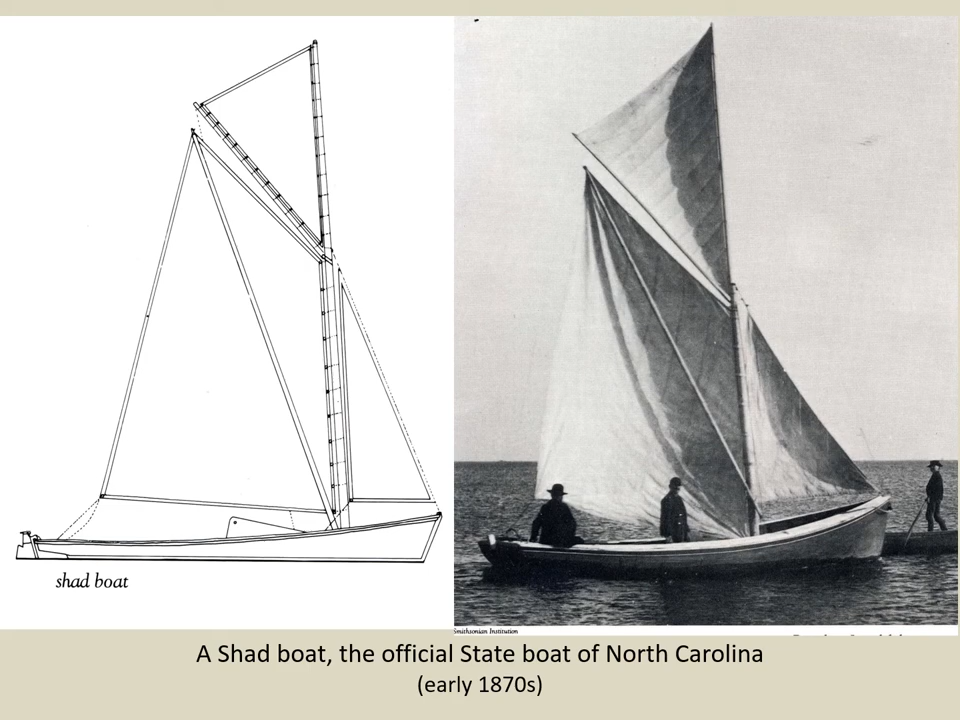 shad boat
Smithsonian Institution
A Shad boat, the official State boat of North Carolina
(early 1870s)